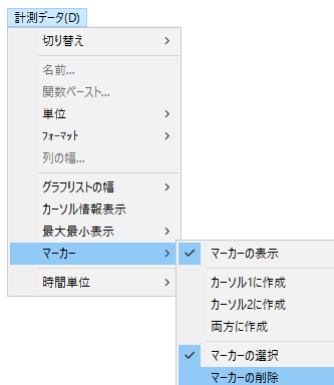 計測データ(D)
切り替え
名前...
関数ペースト...
単位
フォーマット
列の幅...
グラフリストの幅
カーソル情報表示
最大最小表示
マーカー
時間単位
マーカーの表示
カーソル1に作成
カーソル2に作成
両方に作成
マーカーの選択
マーカーの削除